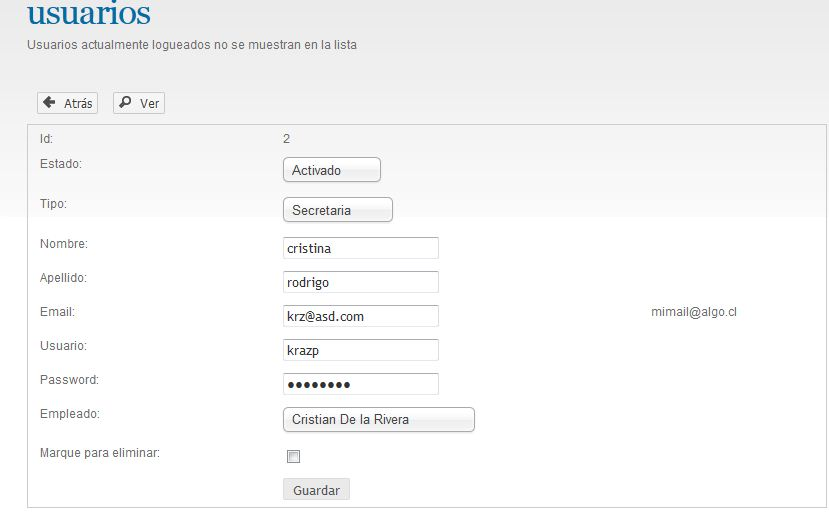 usuarios
Usuarios actualmente logueados no se muestran en la lista
Atrás Ver
Id: 2
Estado: Activado
Tipo: Secretaria
Nombre: cristina
Apellido: rodrigo
Email: krz@asd.com mimail@algo.cl
Usuario: krazp
Password: ●●●●●●●●
Empleado: Cristian De la Rivera
Marque para eliminar:
Guardar